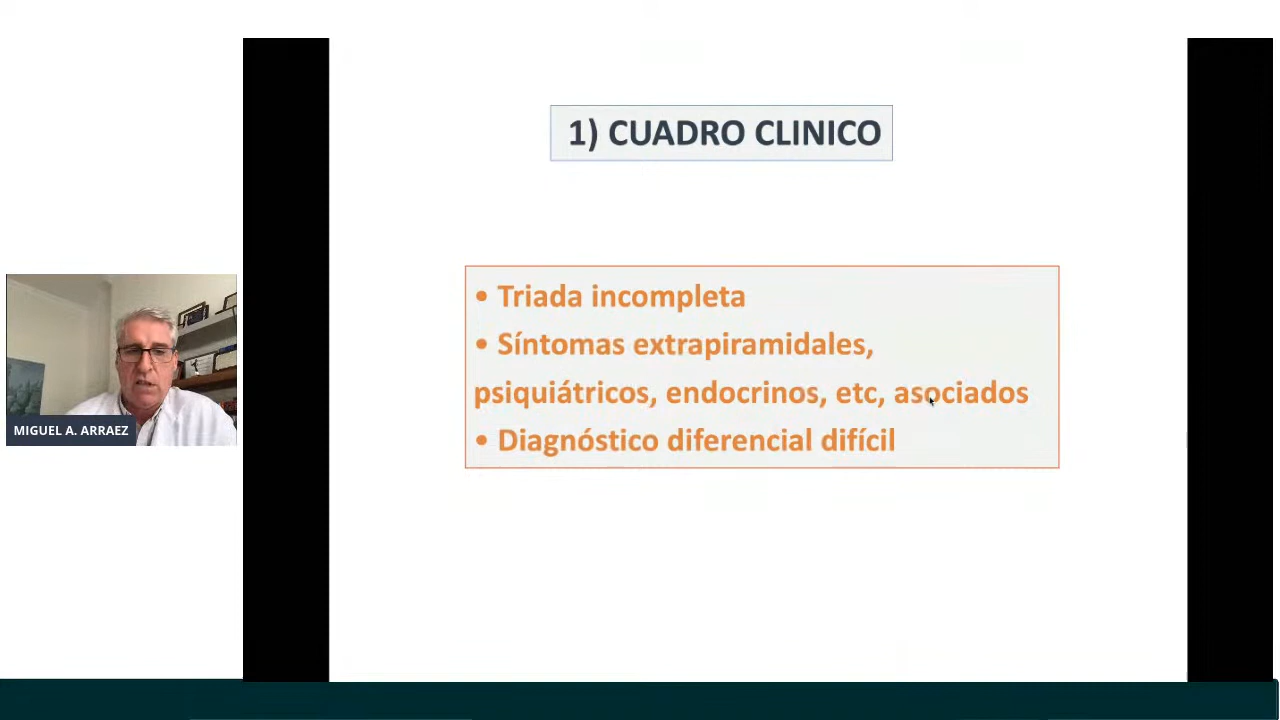 1) CUADRO CLINICO
• Triada incompleta
• Síntomas extrapiramidales,
psiquiátricos, endocrinos, etc, asociados
• Diagnóstico diferencial difícil
MIGUEL A. ARRAEZ